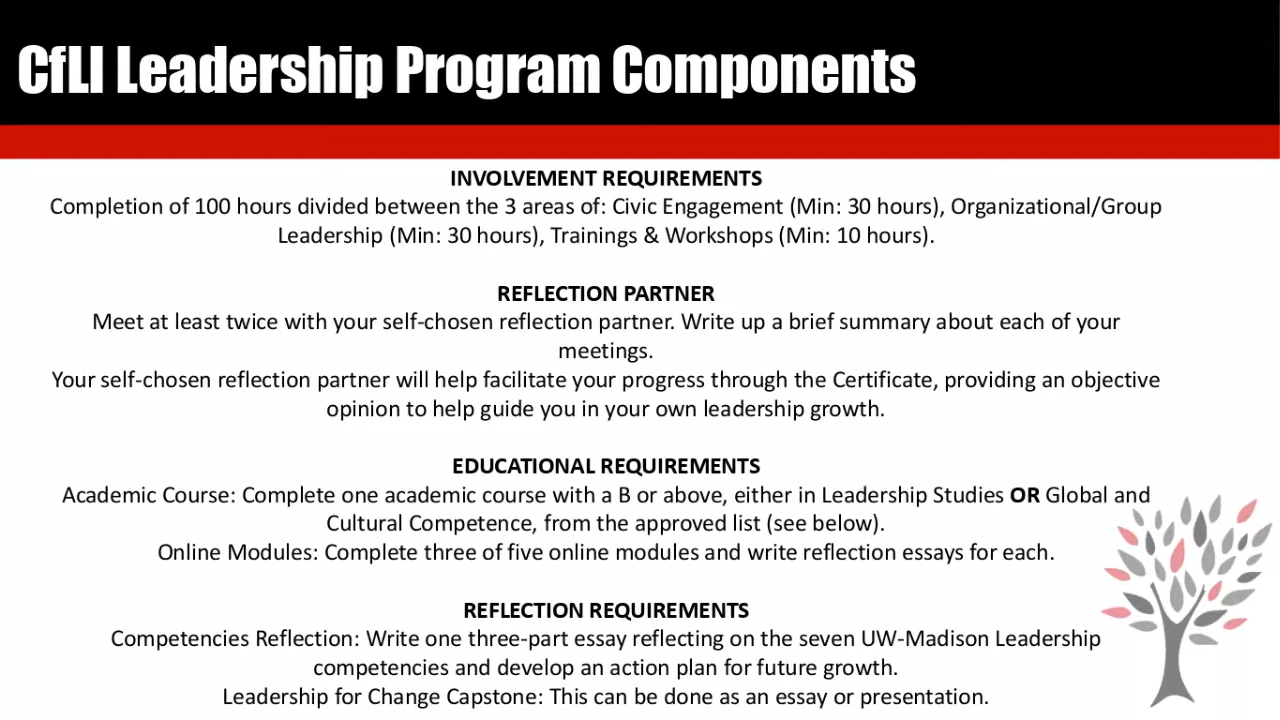 CfLI Leadership Program Components
INVOLVEMENT REQUIREMENTS
Completion of 100 hours divided between the 3 areas of: Civic Engagement (Min: 30 hours), Organizational/Group
Leadership (Min: 30 hours), Trainings & Workshops (Min: 10 hours).
REFLECTION PARTNER
Meet at least twice with your self-chosen reflection partner. Write up a brief summary about each of your
meetings.
Your self-chosen reflection partner will help facilitate your progress through the Certificate, providing an objective
opinion to help guide you in your own leadership growth.
EDUCATIONAL REQUIREMENTS
Academic Course: Complete one academic course with a B or above, either in Leadership Studies OR Global and
Cultural Competence, from the approved list (see below).
Online Modules: Complete three of five online modules and write reflection essays for each.
REFLECTION REQUIREMENTS
Competencies Reflection: Write one three-part essay reflecting on the seven UW-Madison Leadership
competencies and develop an action plan for future growth.
Leadership for Change Capstone: This can be done as an essay or presentation.